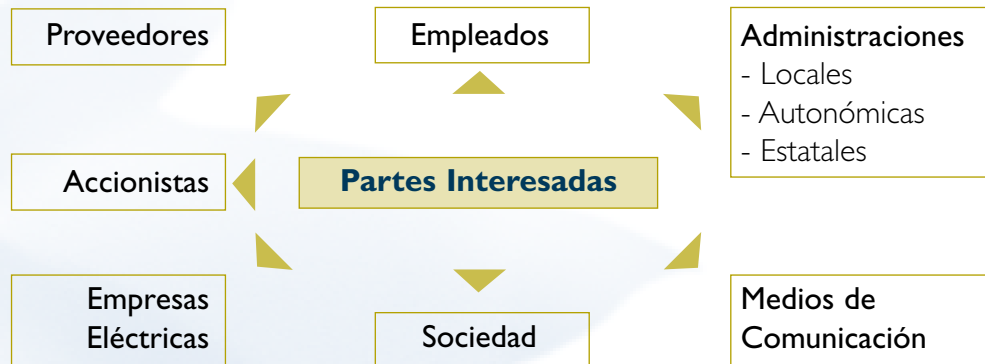 Proveedores
Empleados
Administraciones
- Locales
- Autonómicas
- Estatales
Accionistas
Partes Interesadas
Empresas
Eléctricas
Sociedad
Medios de
Comunicación